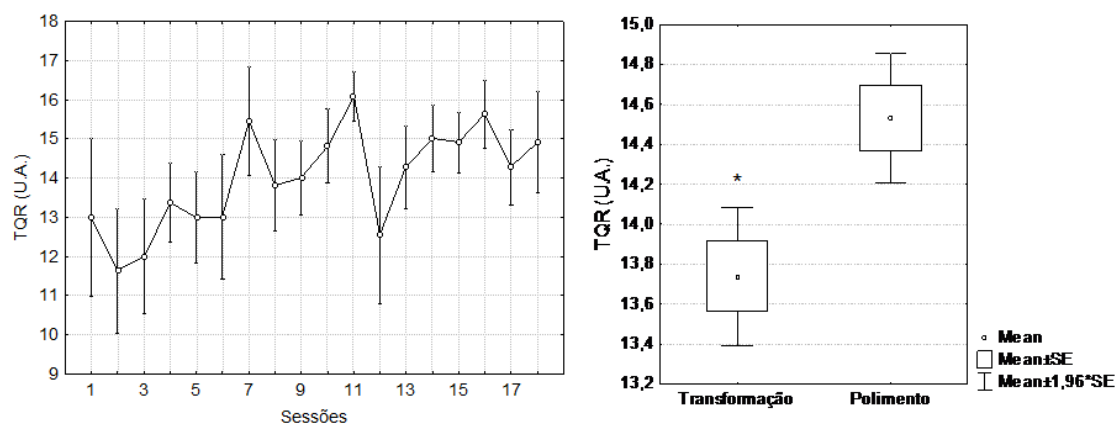 18
17
16
15
14
13
12
11
10
9
TQR (U.A.)
1 3 5 7 9 11 13 15 17
Sessões
15,0
14,8
14,6
14,4
14,2
14,0
13,8
13,6
13,4
13,2
TQR (U.A.)
*
Transformação Polimento
Mean
Mean±SE
Mean±1,96*SE